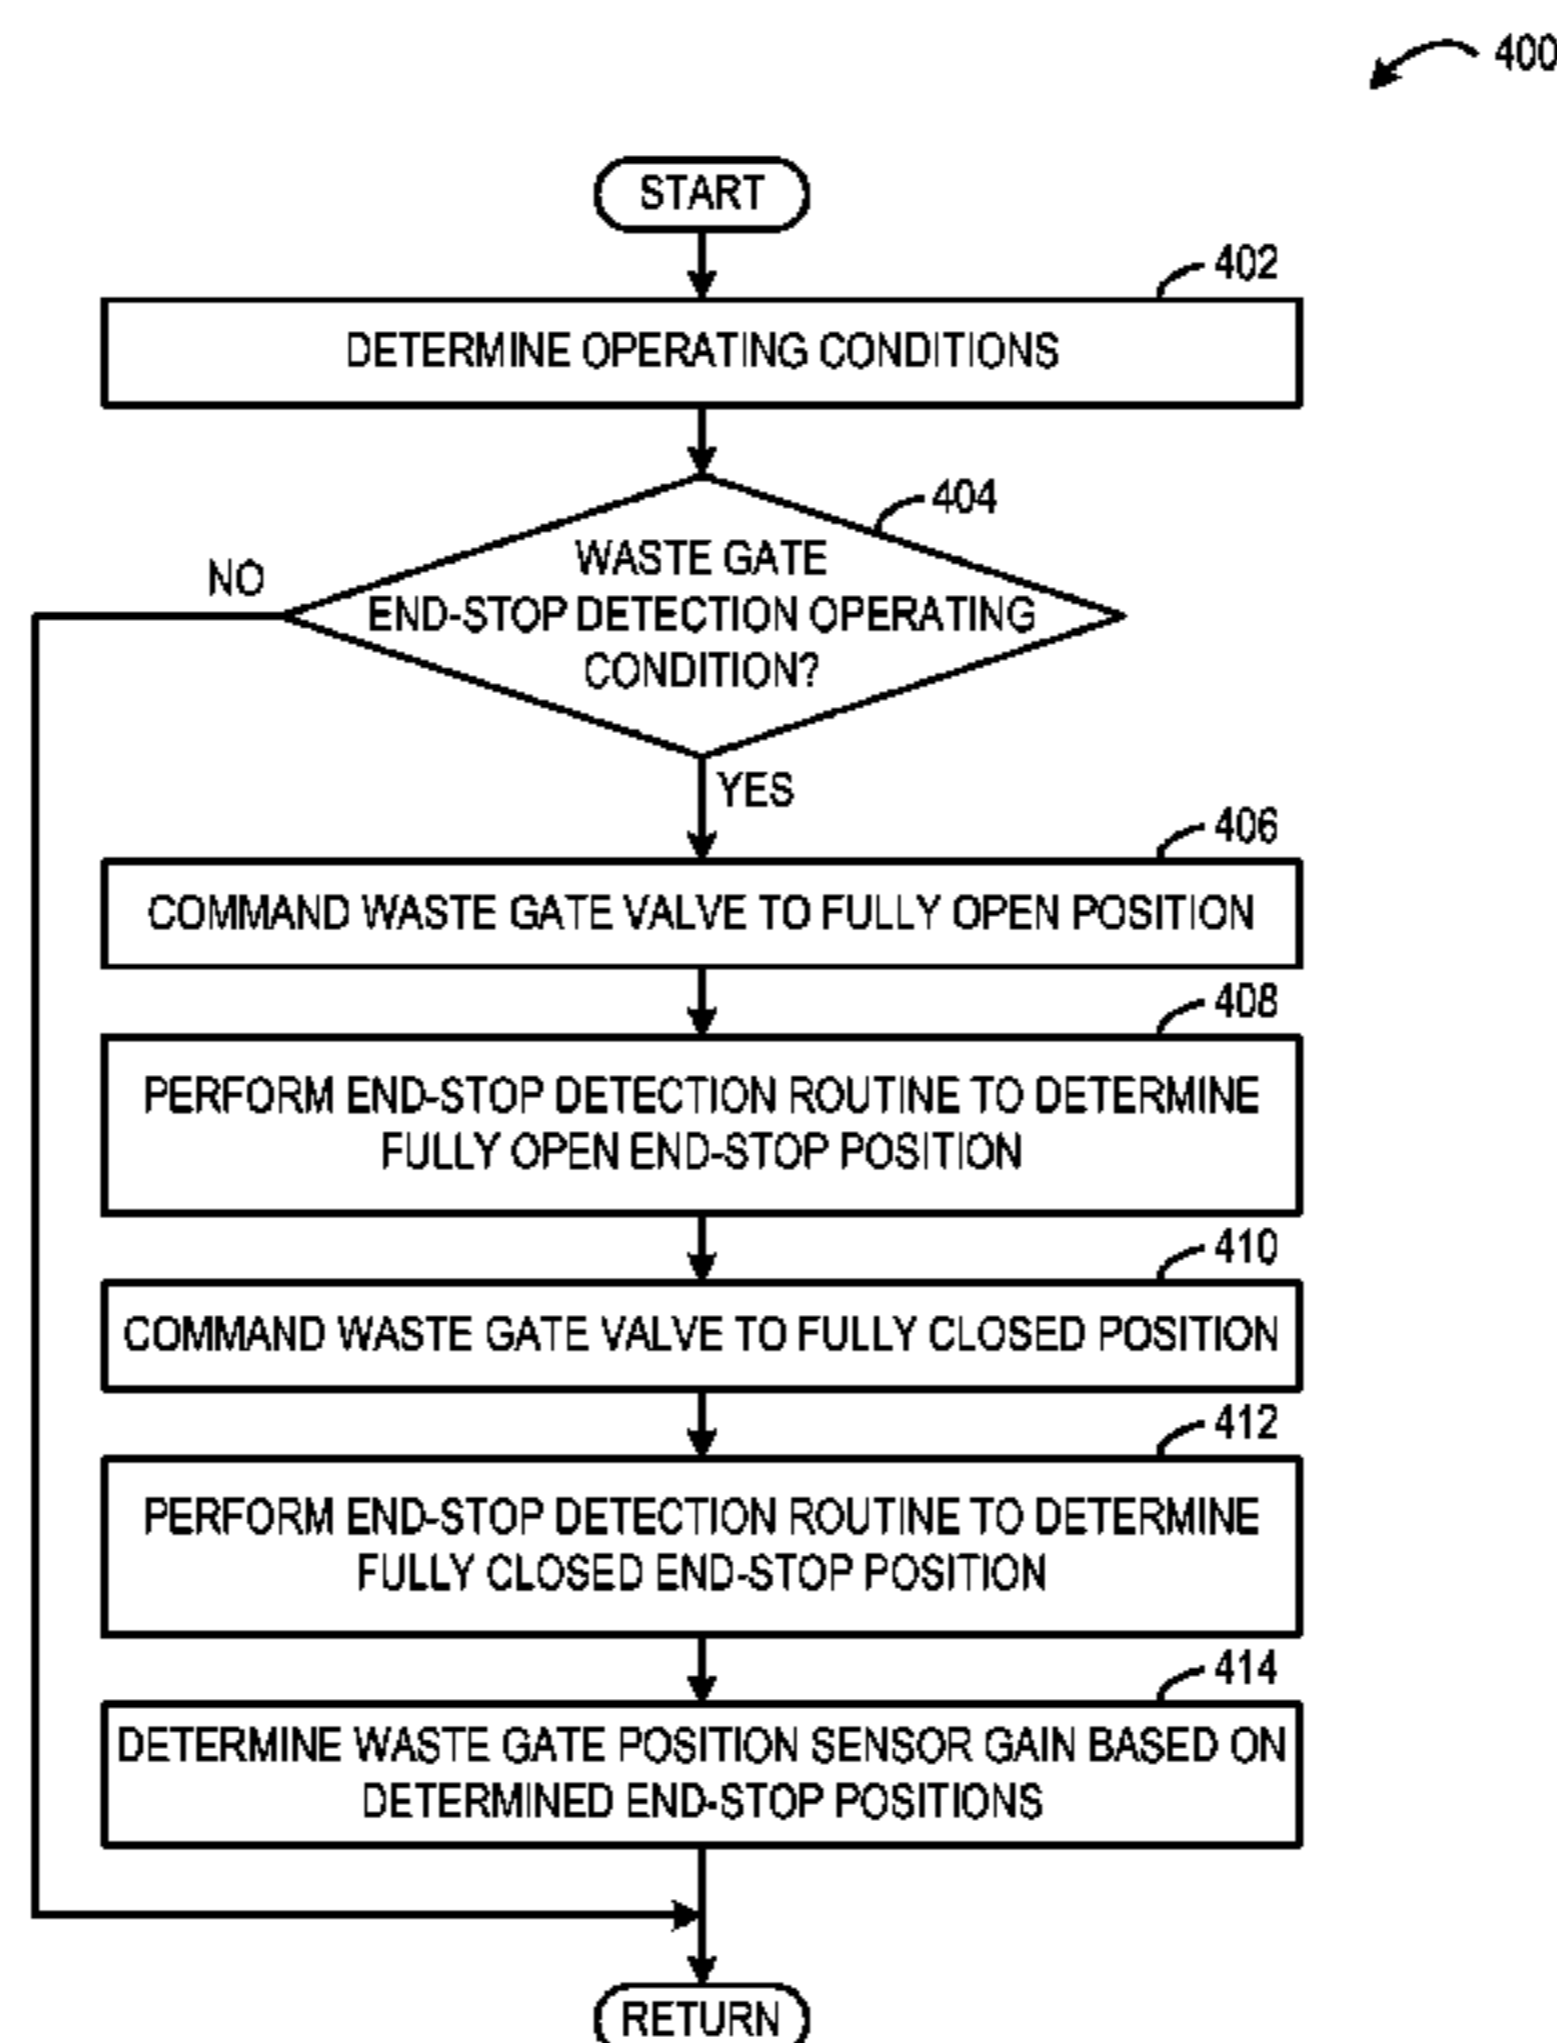 400
START
402
DETERMINE OPERATING CONDITIONS
404
WASTE GATE
END-STOP DETECTION OPERATING
CONDITION?
NO
YES
406
COMMAND WASTE GATE VALVE TO FULLY OPEN POSITION
408
PERFORM END-STOP DETECTION ROUTINE TO DETERMINE
FULLY OPEN END-STOP POSITION
410
COMMAND WASTE GATE VALVE TO FULLY CLOSED POSITION
412
PERFORM END-STOP DETECTION ROUTINE TO DETERMINE
FULLY CLOSED END-STOP POSITION
414
DETERMINE WASTE GATE POSITION SENSOR GAIN BASED ON
DETERMINED END-STOP POSITIONS
RETURN